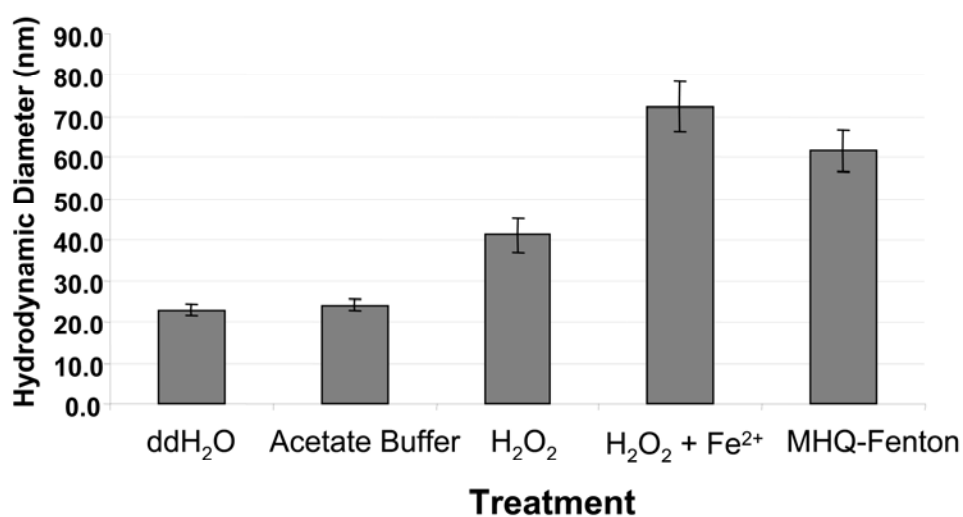 Hydrodynamic Diameter (nm)
90.0
80.0
70.0
60.0
50.0
40.0
30.0
20.0
10.0
0.0
ddH₂O
Acetate Buffer
H₂O₂
H₂O₂ + Fe²⁺
MHQ-Fenton
Treatment